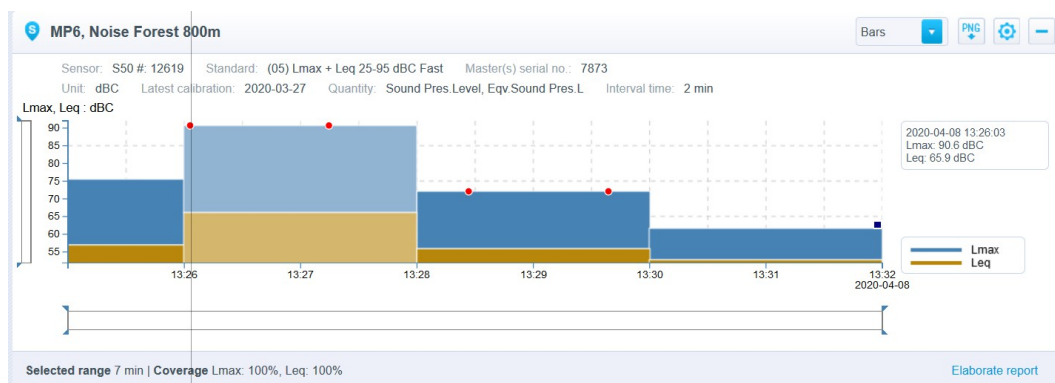 S MP6, Noise Forest 800m Bars PNG
Sensor: S50 #: 12619 Standard: (05) Lmax + Leq 25-95 dBC Fast Master(s) serial no.: 7873
Unit: dBC Latest calibration: 2020-03-27 Quantity: Sound Pres.Level, Eqv.Sound Pres.L Interval time: 2 min
Lmax, Leq : dBC
90
85
80
75
70
65
60
55
2020-04-08 13:26:03
Lmax: 90.6 dBC
Leq: 65.9 dBC
Lmax
Leq
13:26 13:27 13:28 13:29 13:30 13:31 13:32
2020-04-08
Selected range 7 min | Coverage Lmax: 100%, Leq: 100% Elaborate report